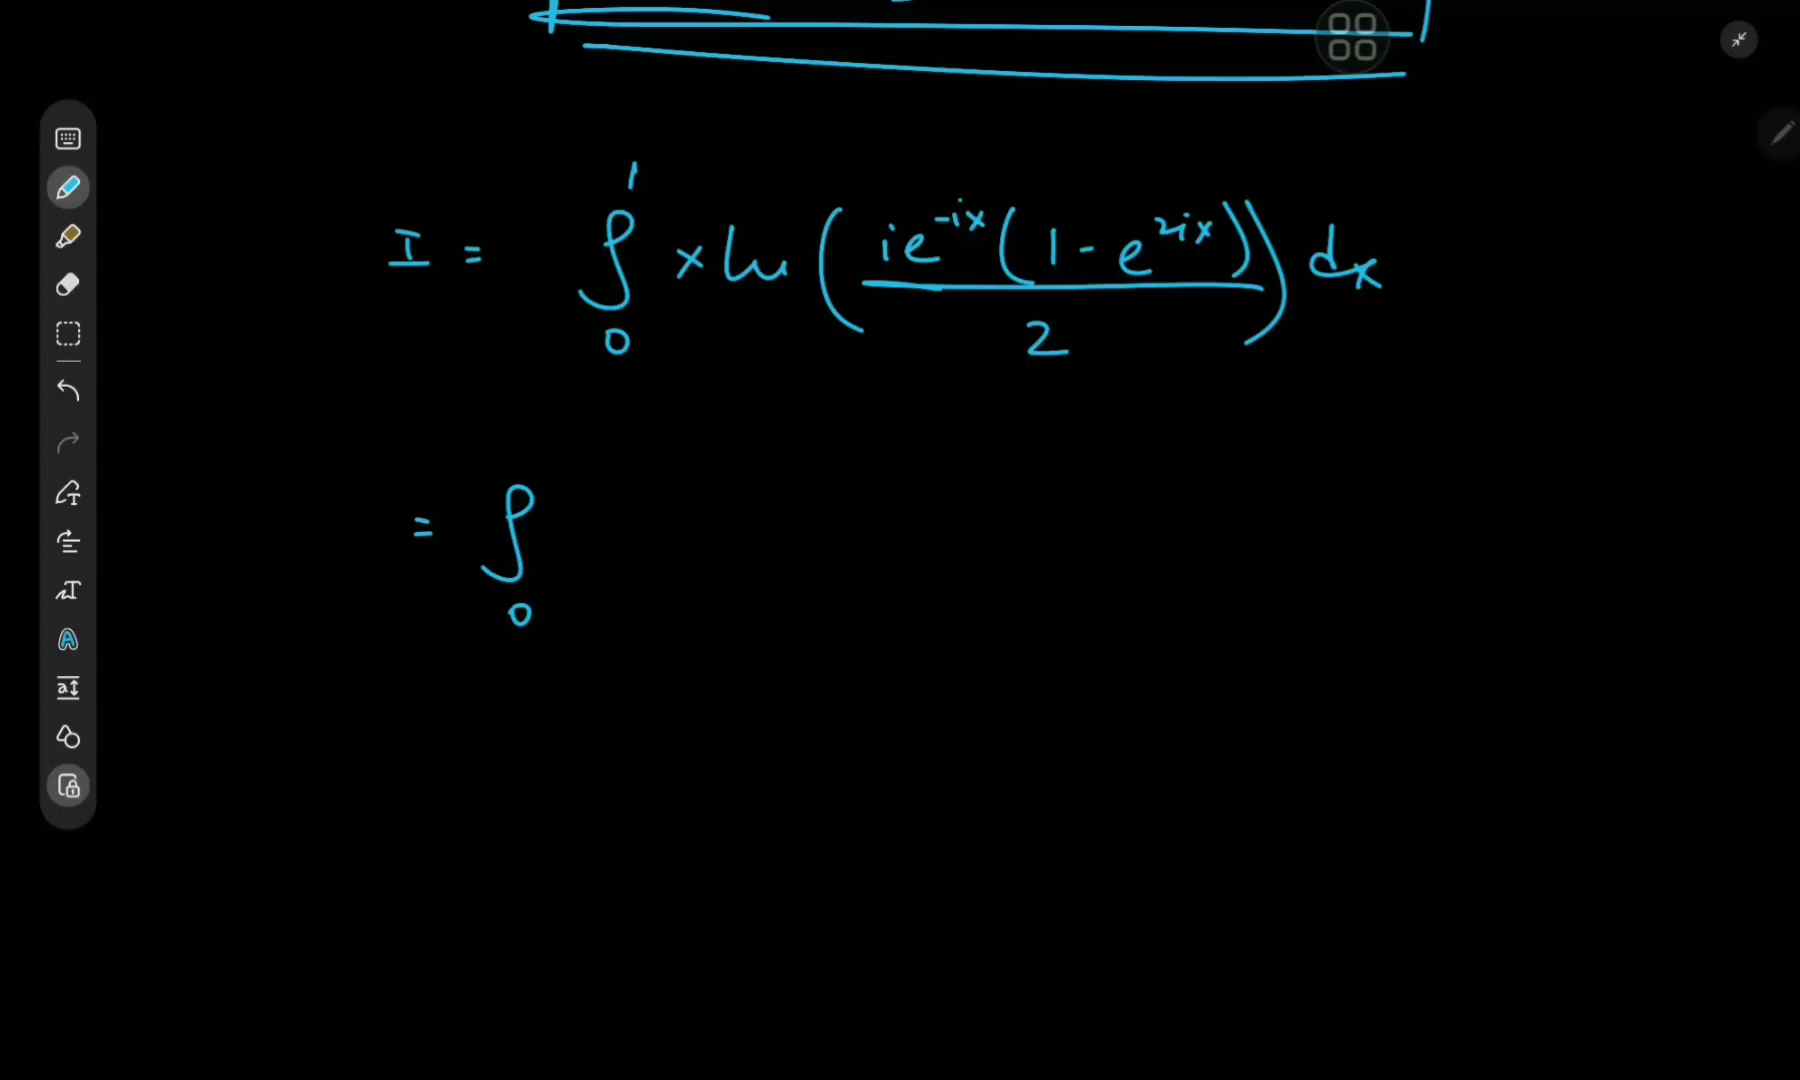 I = ∫₀¹ x ln(ie^{-ix}(1 - e^{2ix})/2) dx
= ∫₀